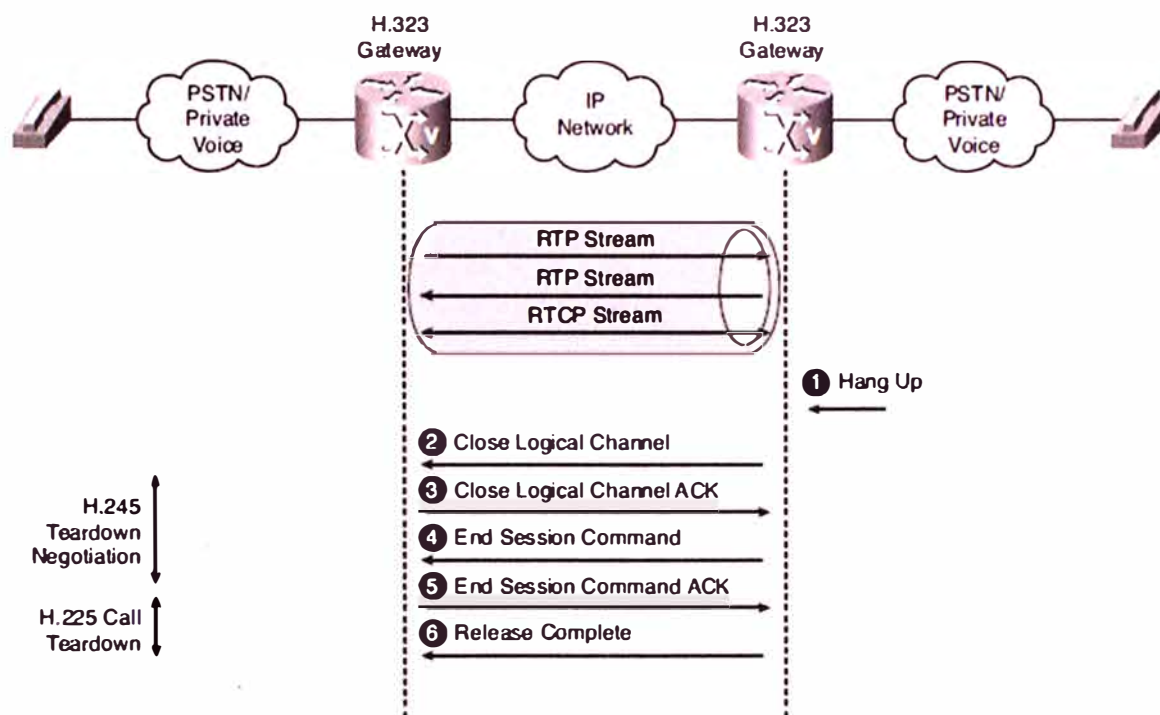 H.323
Gateway
H.323
Gateway
PSTN/
Private
Voice
V
IP
Network
V
PSTN/
Private
Voice
RTP Stream
RTP Stream
RTCP Stream
1 Hang Up
2 Close Logical Channel
3 Close Logical Channel ACK
4 End Session Command
5 End Session Command ACK
6 Release Complete
H.245
Teardown
Negotiation
H.225 Call
Teardown